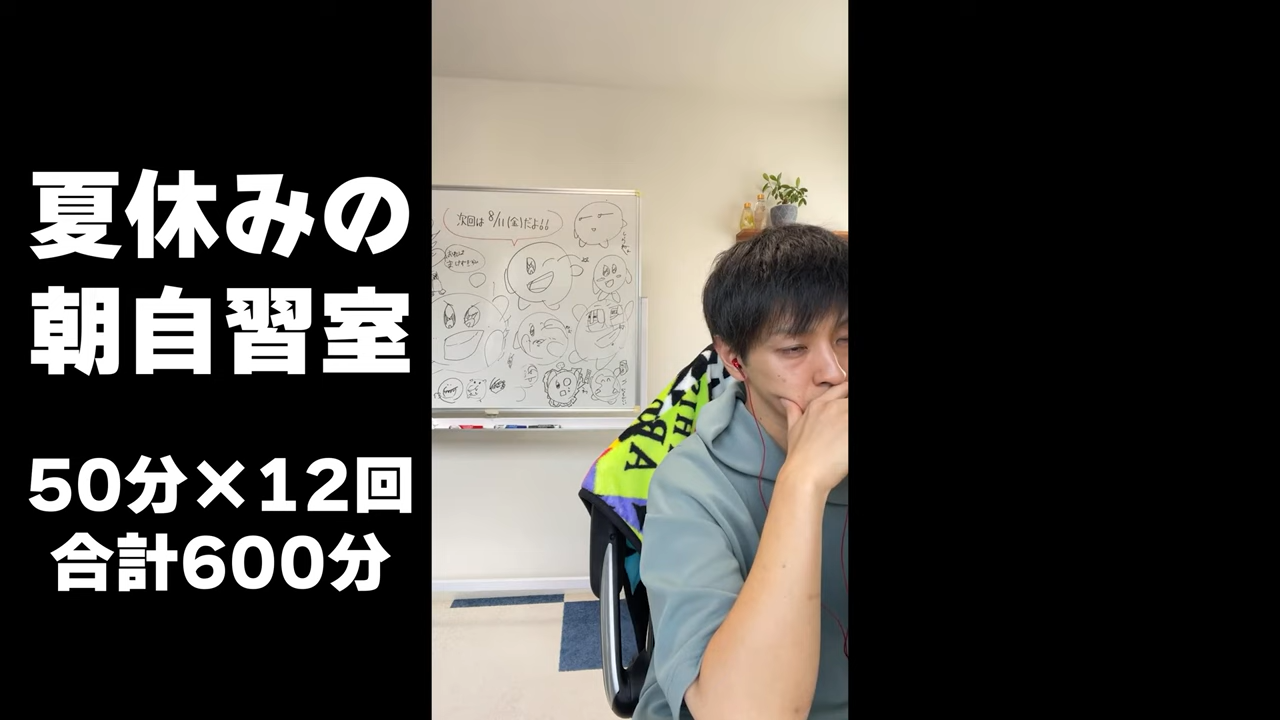 夏休みの
朝自習室
50分×12回
合計600分
次回は 8/11(金)だよ!!